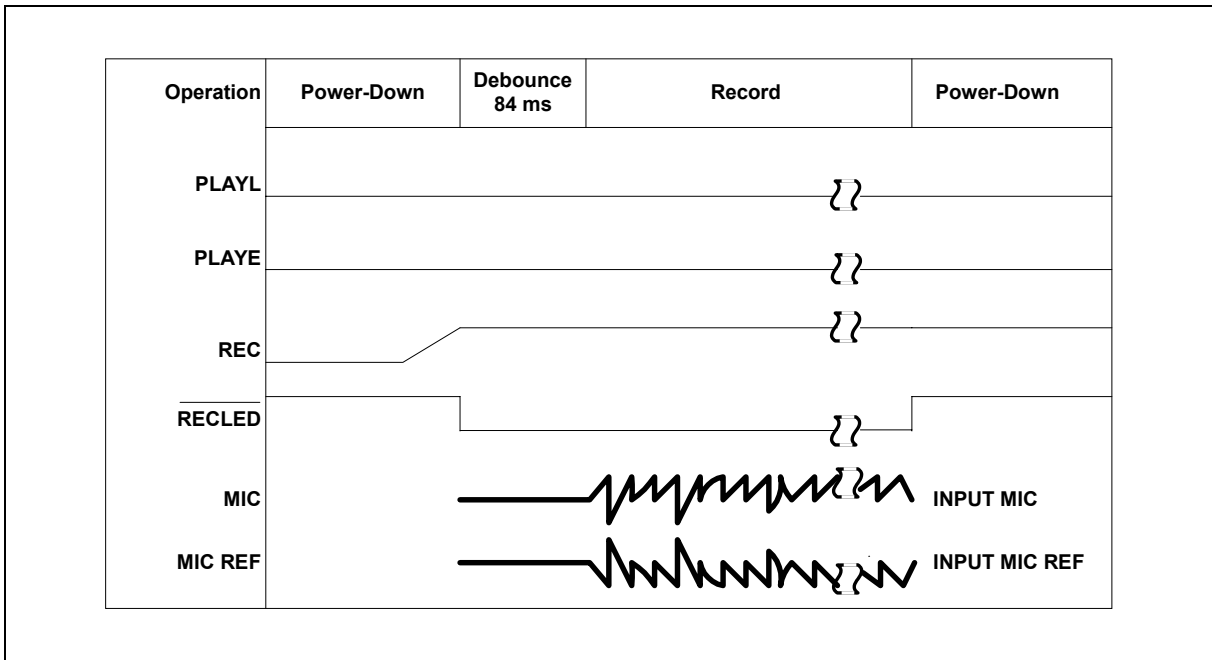 Operation Power-Down Debounce 84 ms Record Power-Down
PLAYL
PLAYE
REC
RECLED
MIC INPUT MIC
MIC REF INPUT MIC REF